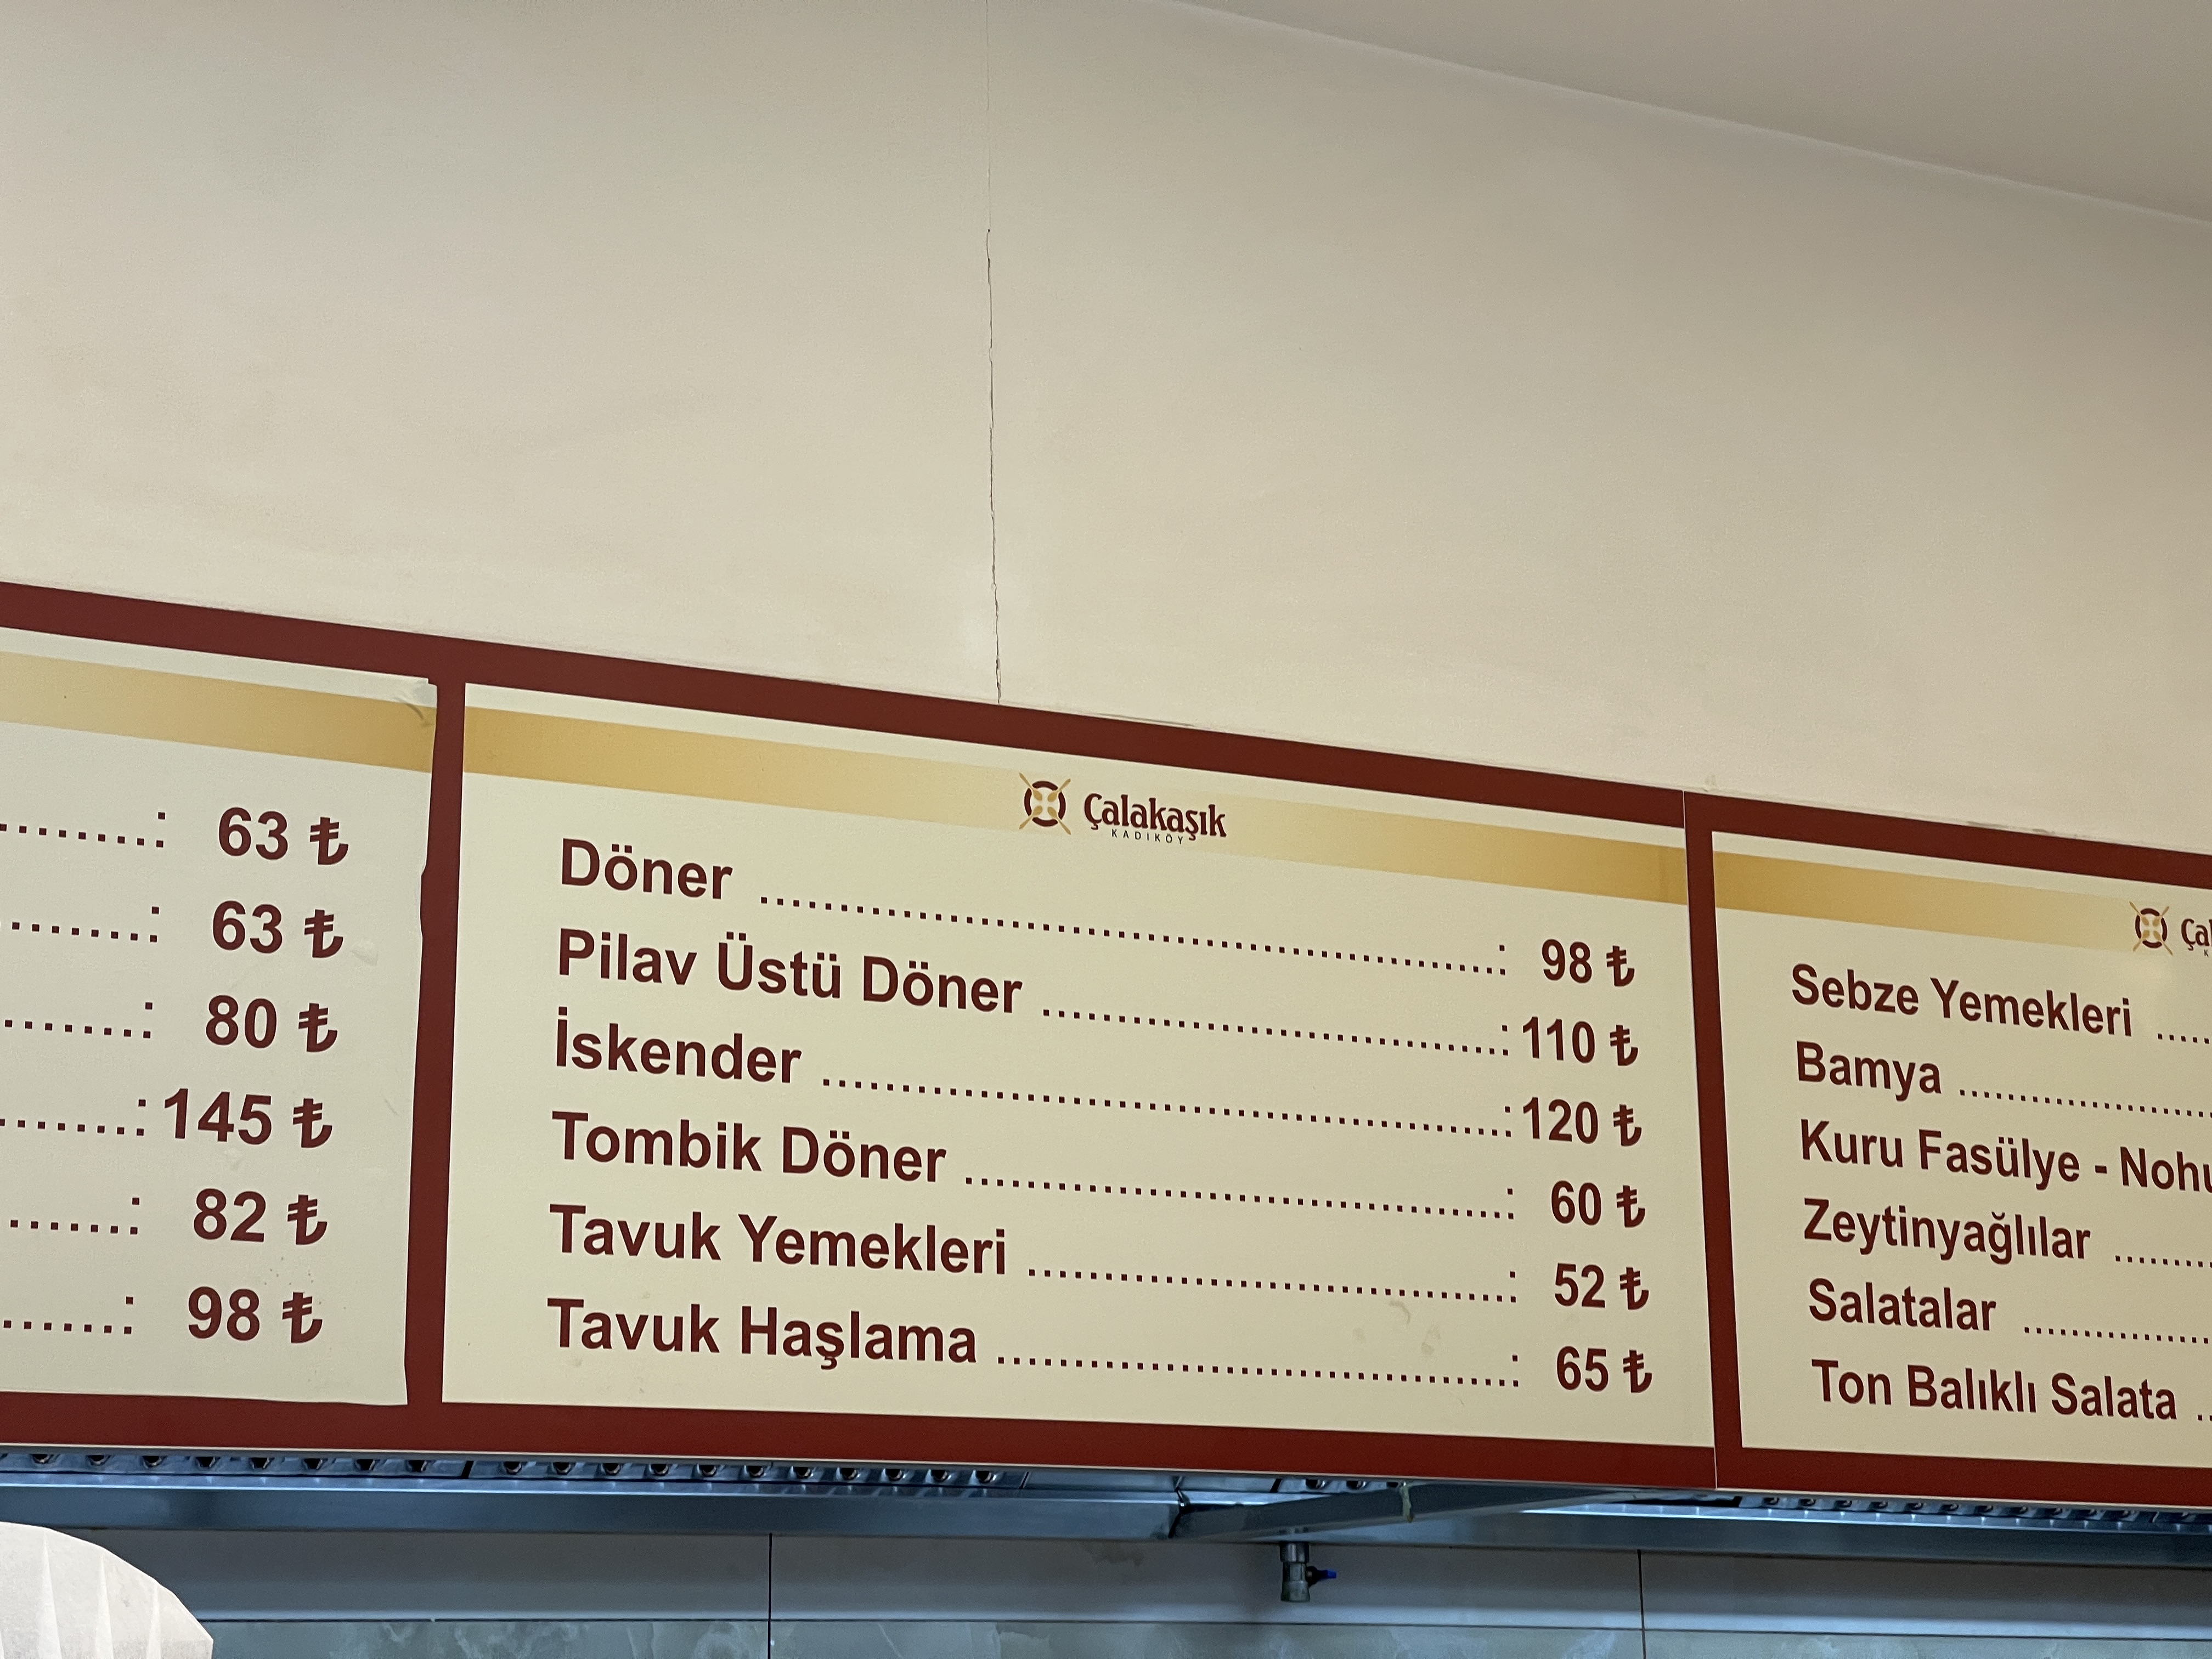 ........: 63 ₺
........: 63 ₺
........: 80 ₺
........: 145 ₺
........: 82 ₺
........: 98 ₺
Çalakaşık
KADIKÖY
Döner ........................: 98 ₺
Pilav Üstü Döner ........................: 110 ₺
İskender ........................: 120 ₺
Tombik Döner ........................: 60 ₺
Tavuk Yemekleri ........................: 52 ₺
Tavuk Haşlama ........................: 65 ₺
Sebze Yemekleri ....
Bamya ................
Kuru Fasülye -
Zeytinyağlılar ......
Salatalar ............
Ton Balıklı Salata ..